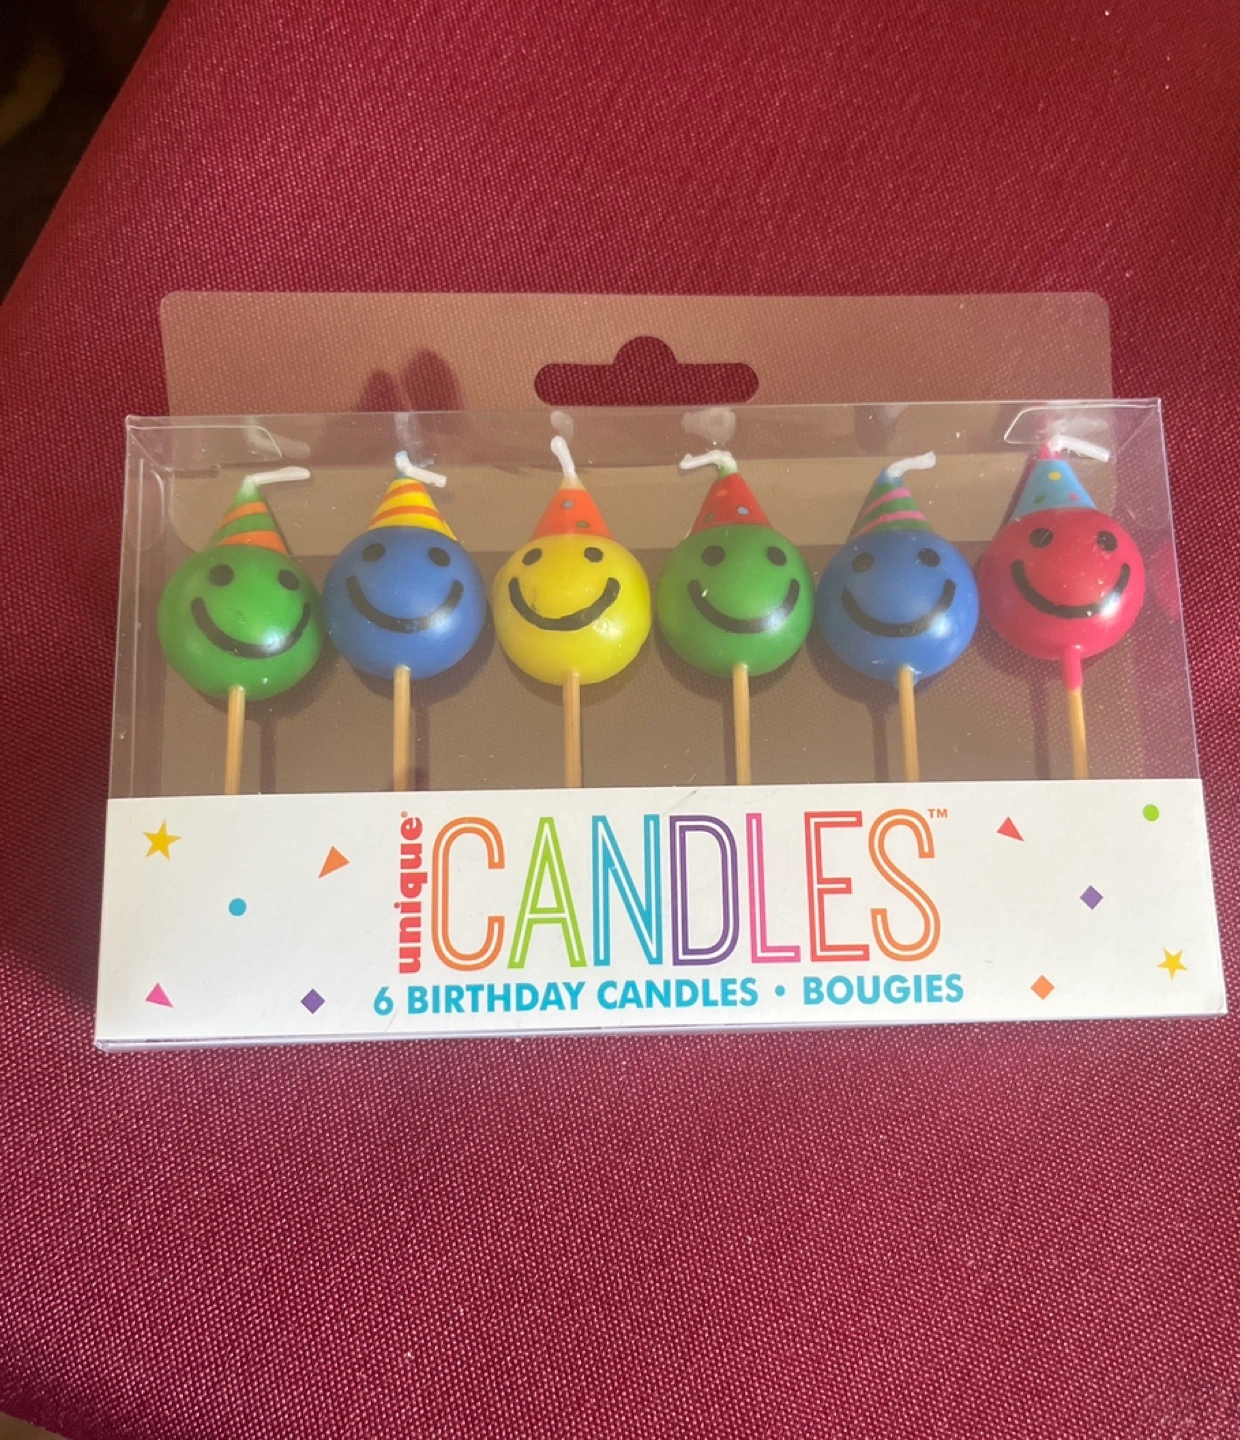 unique®
CANDLES™
6 BIRTHDAY CANDLES • BOUGIES